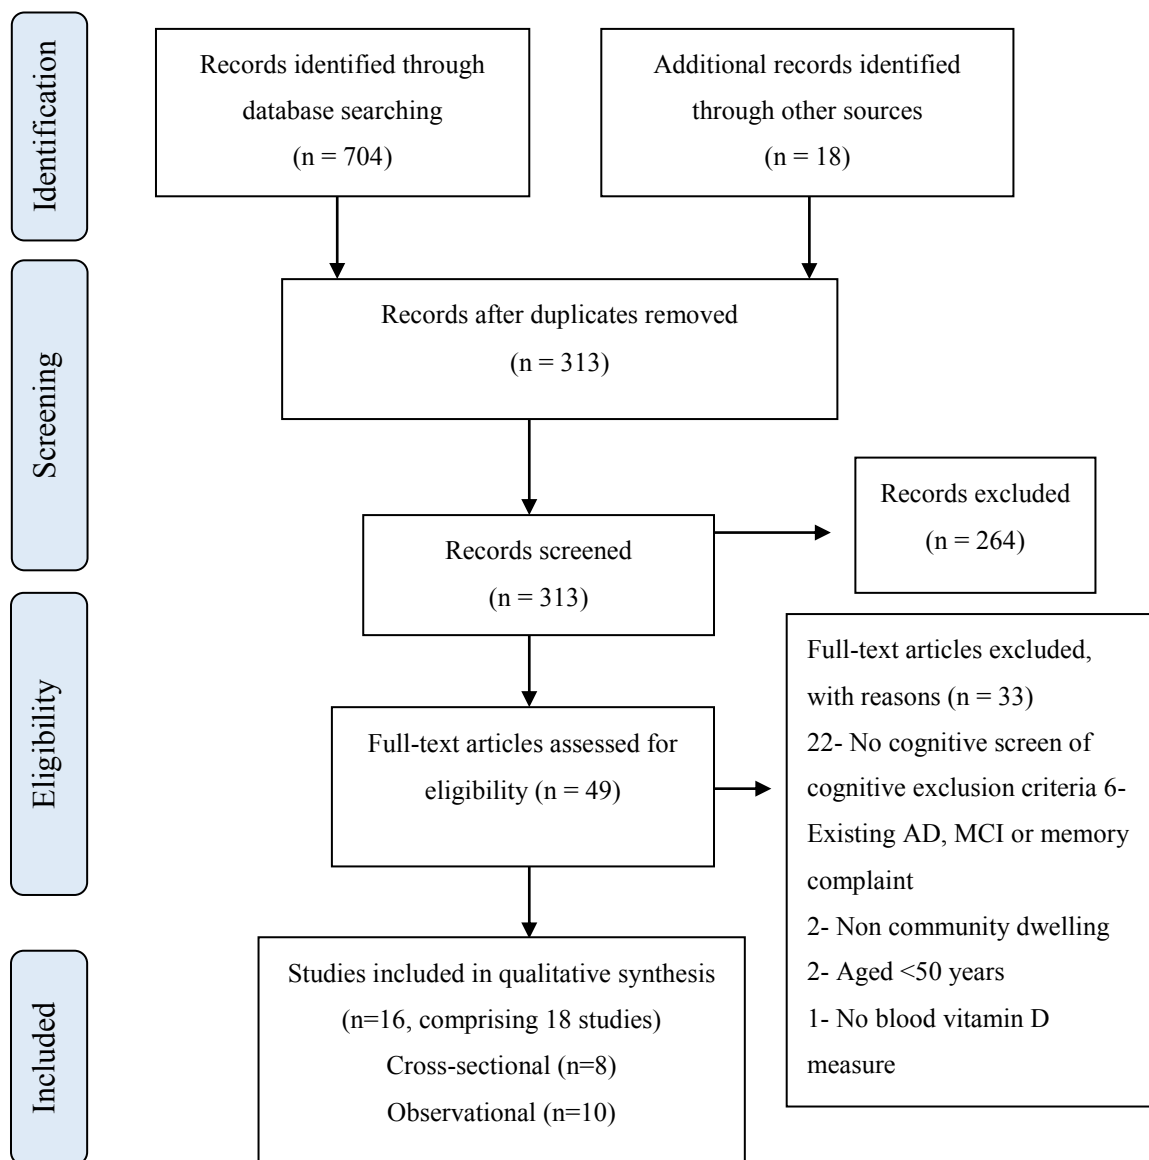 Identification
Records identified through
database searching
(n = 704)
Additional records identified
through other sources
(n = 18)
Screening
Records after duplicates removed
(n = 313)
Records screened
(n = 313)
Records excluded
(n = 264)
Eligibility
Full-text articles assessed for
eligibility (n = 49)
Full-text articles excluded,
with reasons (n = 33)
22- No cognitive screen of
cognitive exclusion criteria 6-
Existing AD, MCI or memory
complaint
2- Non community dwelling
2- Aged <50 years
1- No blood vitamin D
measure
Included
Studies included in qualitative synthesis
(n=16, comprising 18 studies)
Cross-sectional (n=8)
Observational (n=10)